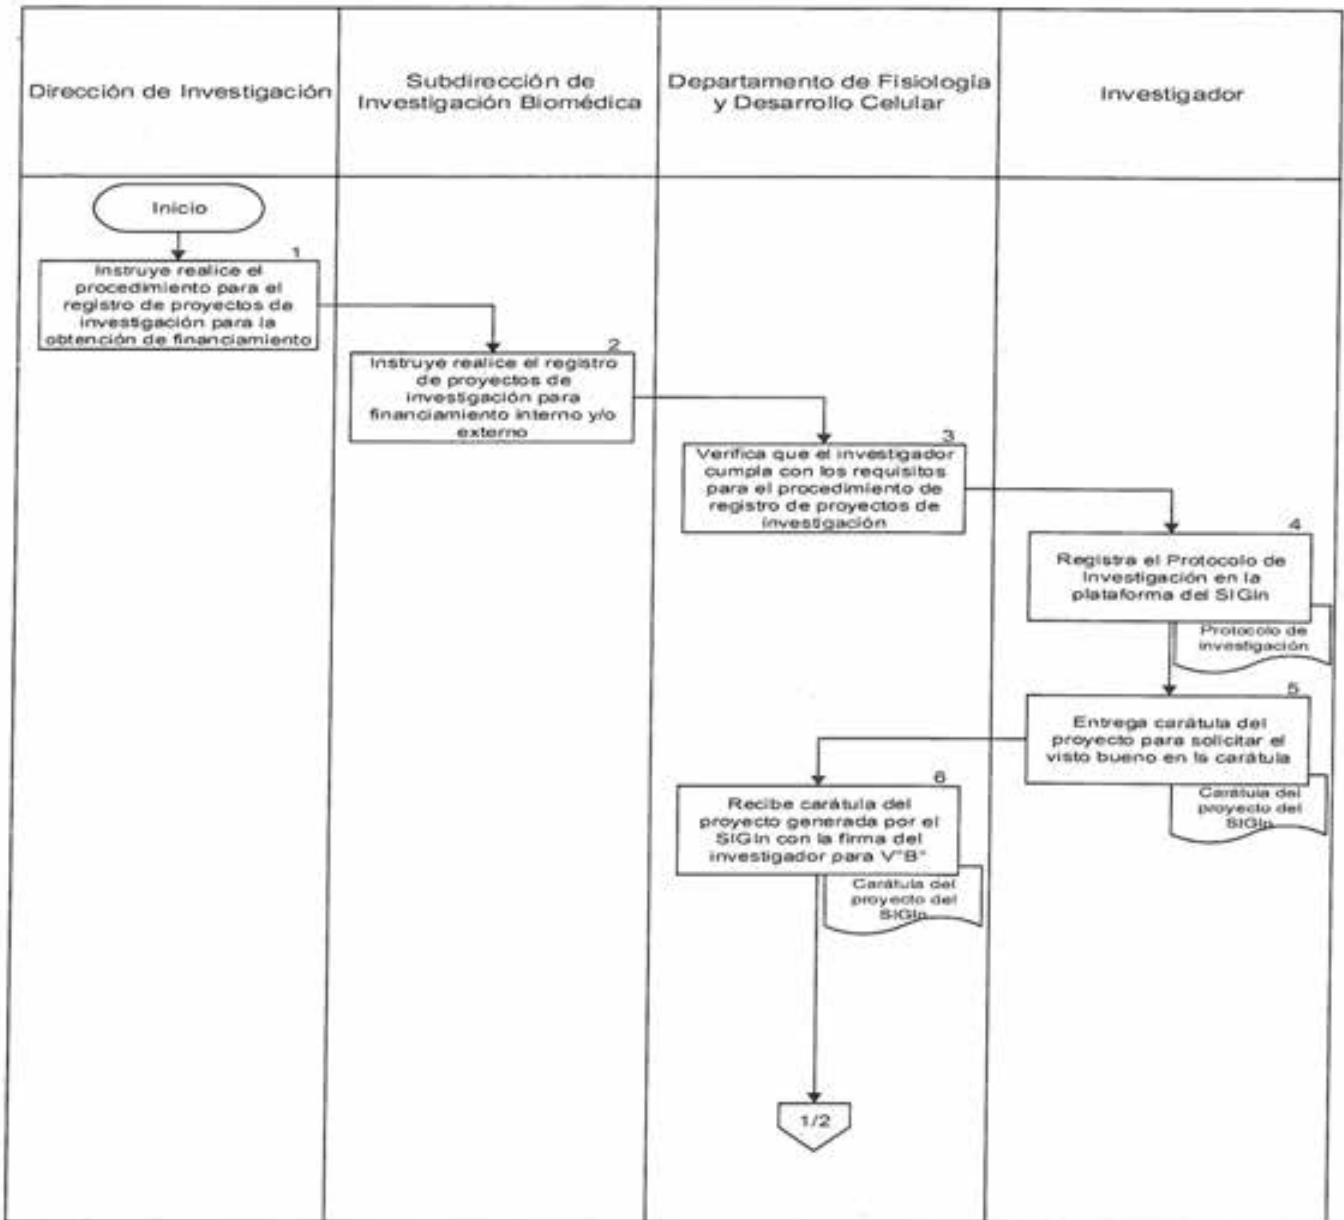 Dirección de Investigación
Subdirección de
Investigación Biomédica
Departamento de Fisiología
y Desarrollo Celular
Investigador
Inicio
1
Instruye realice el
procedimiento para el
registro de proyectos de
investigación para la
obtención de financiamiento
2
Instruye realice el registro
de proyectos de
investigación para
financiamiento interno y/o
externo
3
Verifica que el investigador
cumpla con los requisitos
para el procedimiento de
registro de proyectos de
investigación
4
Registra el Protocolo de
Investigación en la
plataforma del SIGIn
Protocolo de
investigación
5
Entrega carátula del
proyecto para solicitar el
visto bueno en la carátula
Carátula del
proyecto del
SIGIn
6
Recibe carátula del
proyecto generada por el
SIGIn con la firma del
investigador para V°B°
Carátula del
proyecto del
SIGIn
1/2